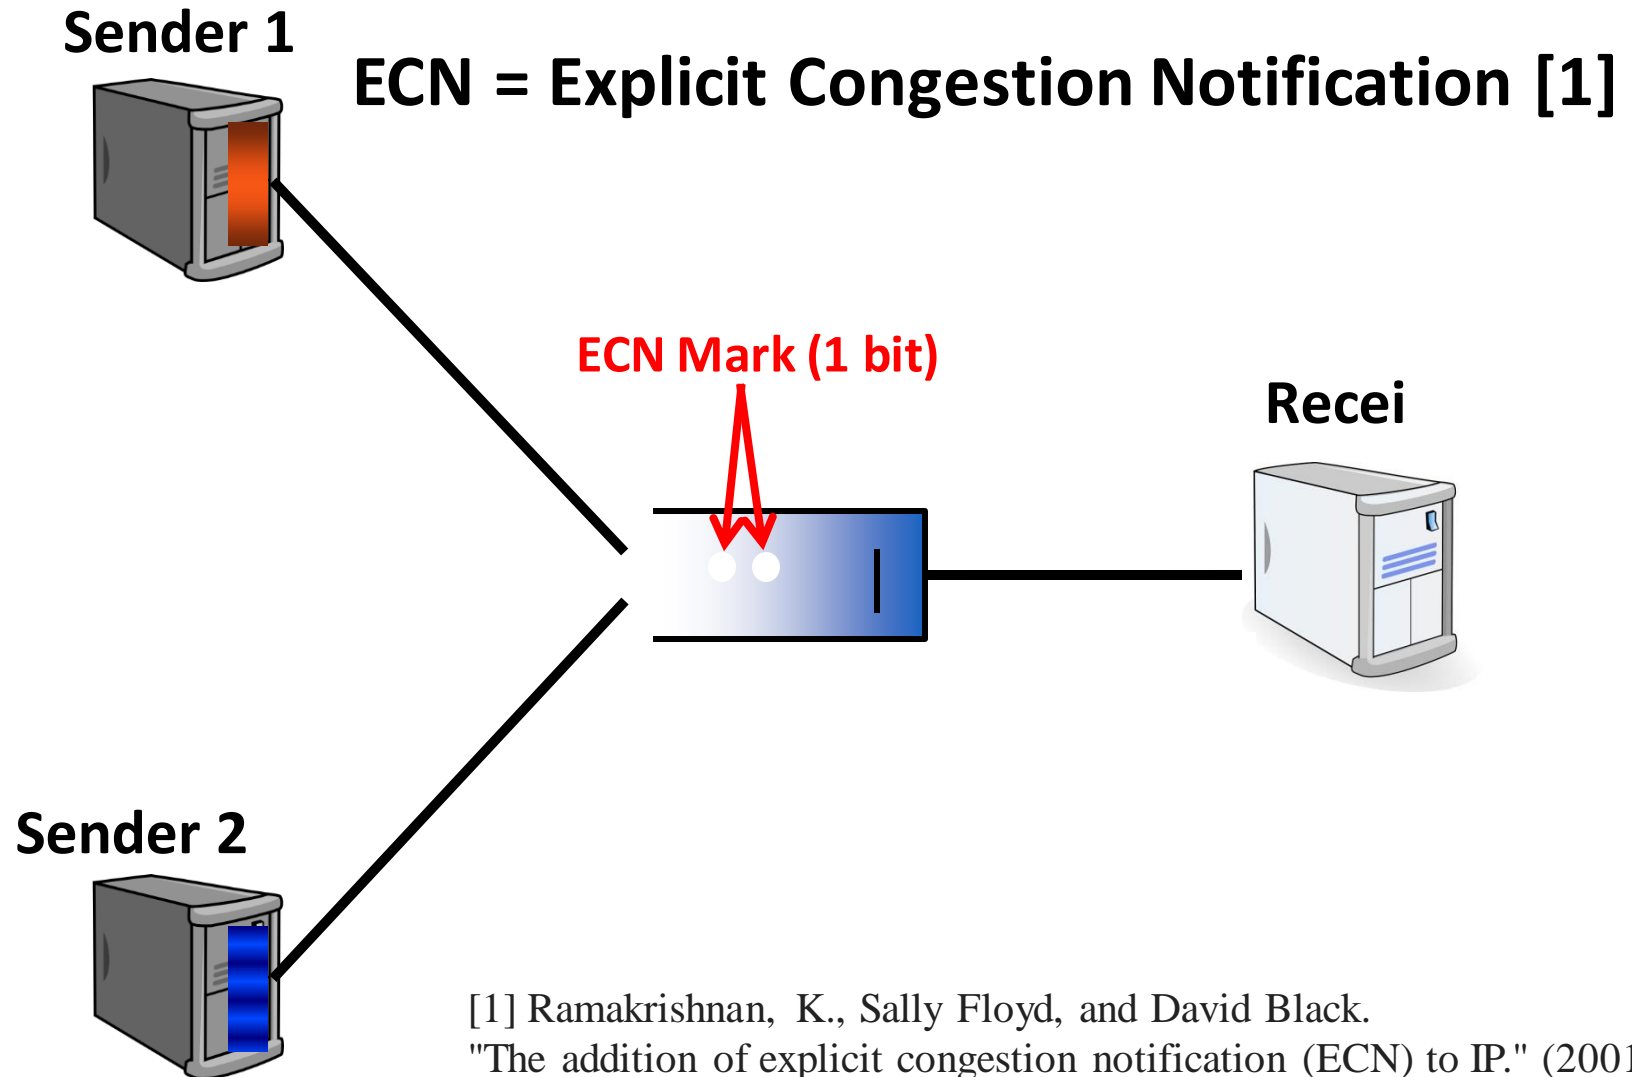 Sender 1
ECN = Explicit Congestion Notification [1]
ECN Mark (1 bit)
Recei
Sender 2
[1] Ramakrishnan, K., Sally Floyd, and David Black.
"The addition of explicit congestion notification (ECN) to IP." (2001